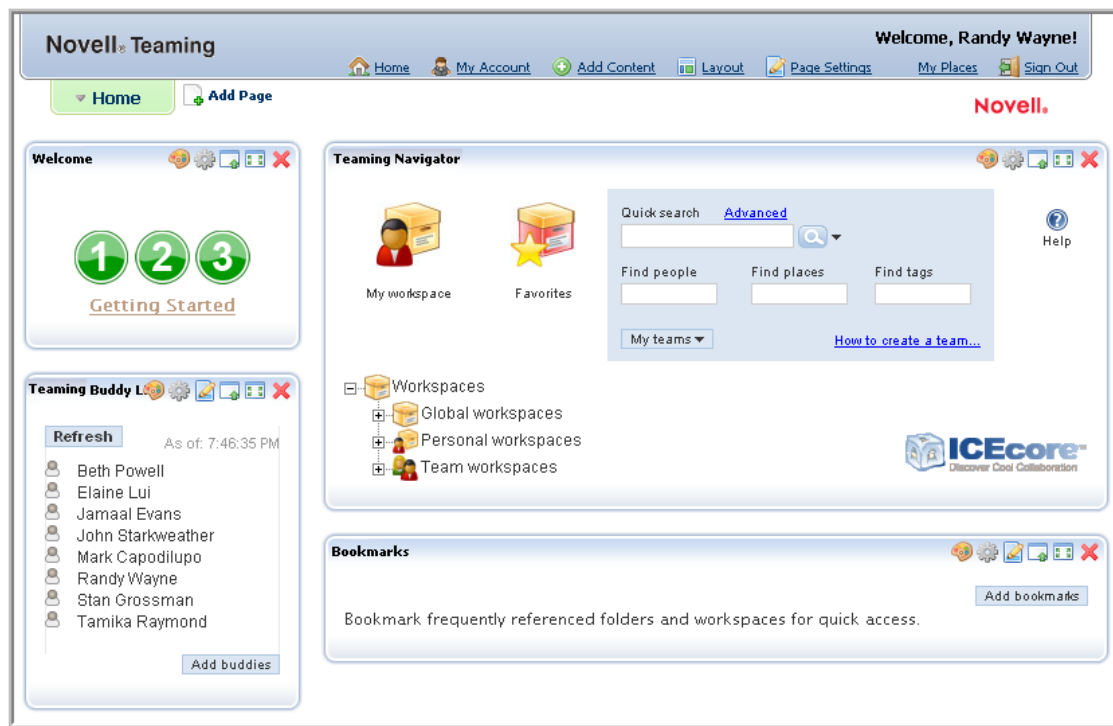 Novell® Teaming
Welcome, Randy Wayne!
Home My Account Add Content Layout Page Settings My Places Sign Out
Home Add Page
Novell.
Welcome
1 2 3
Getting Started
Teaming Buddy L
Refresh As of: 7:46:35 PM
Beth Powell
Elaine Lui
Jamaal Evans
John Starkweather
Mark Capodilupo
Randy Wayne
Stan Grossman
Tamika Raymond
Add buddies
Teaming Navigator
My workspace
Favorites
Quick search Advanced
Find people Find places Find tags
My teams How to create a team...
Help
Workspaces
Global workspaces
Personal workspaces
Team workspaces
ICEcore™
Discover Cool Collaboration
Bookmarks
Add bookmarks
Bookmark frequently referenced folders and workspaces for quick access.